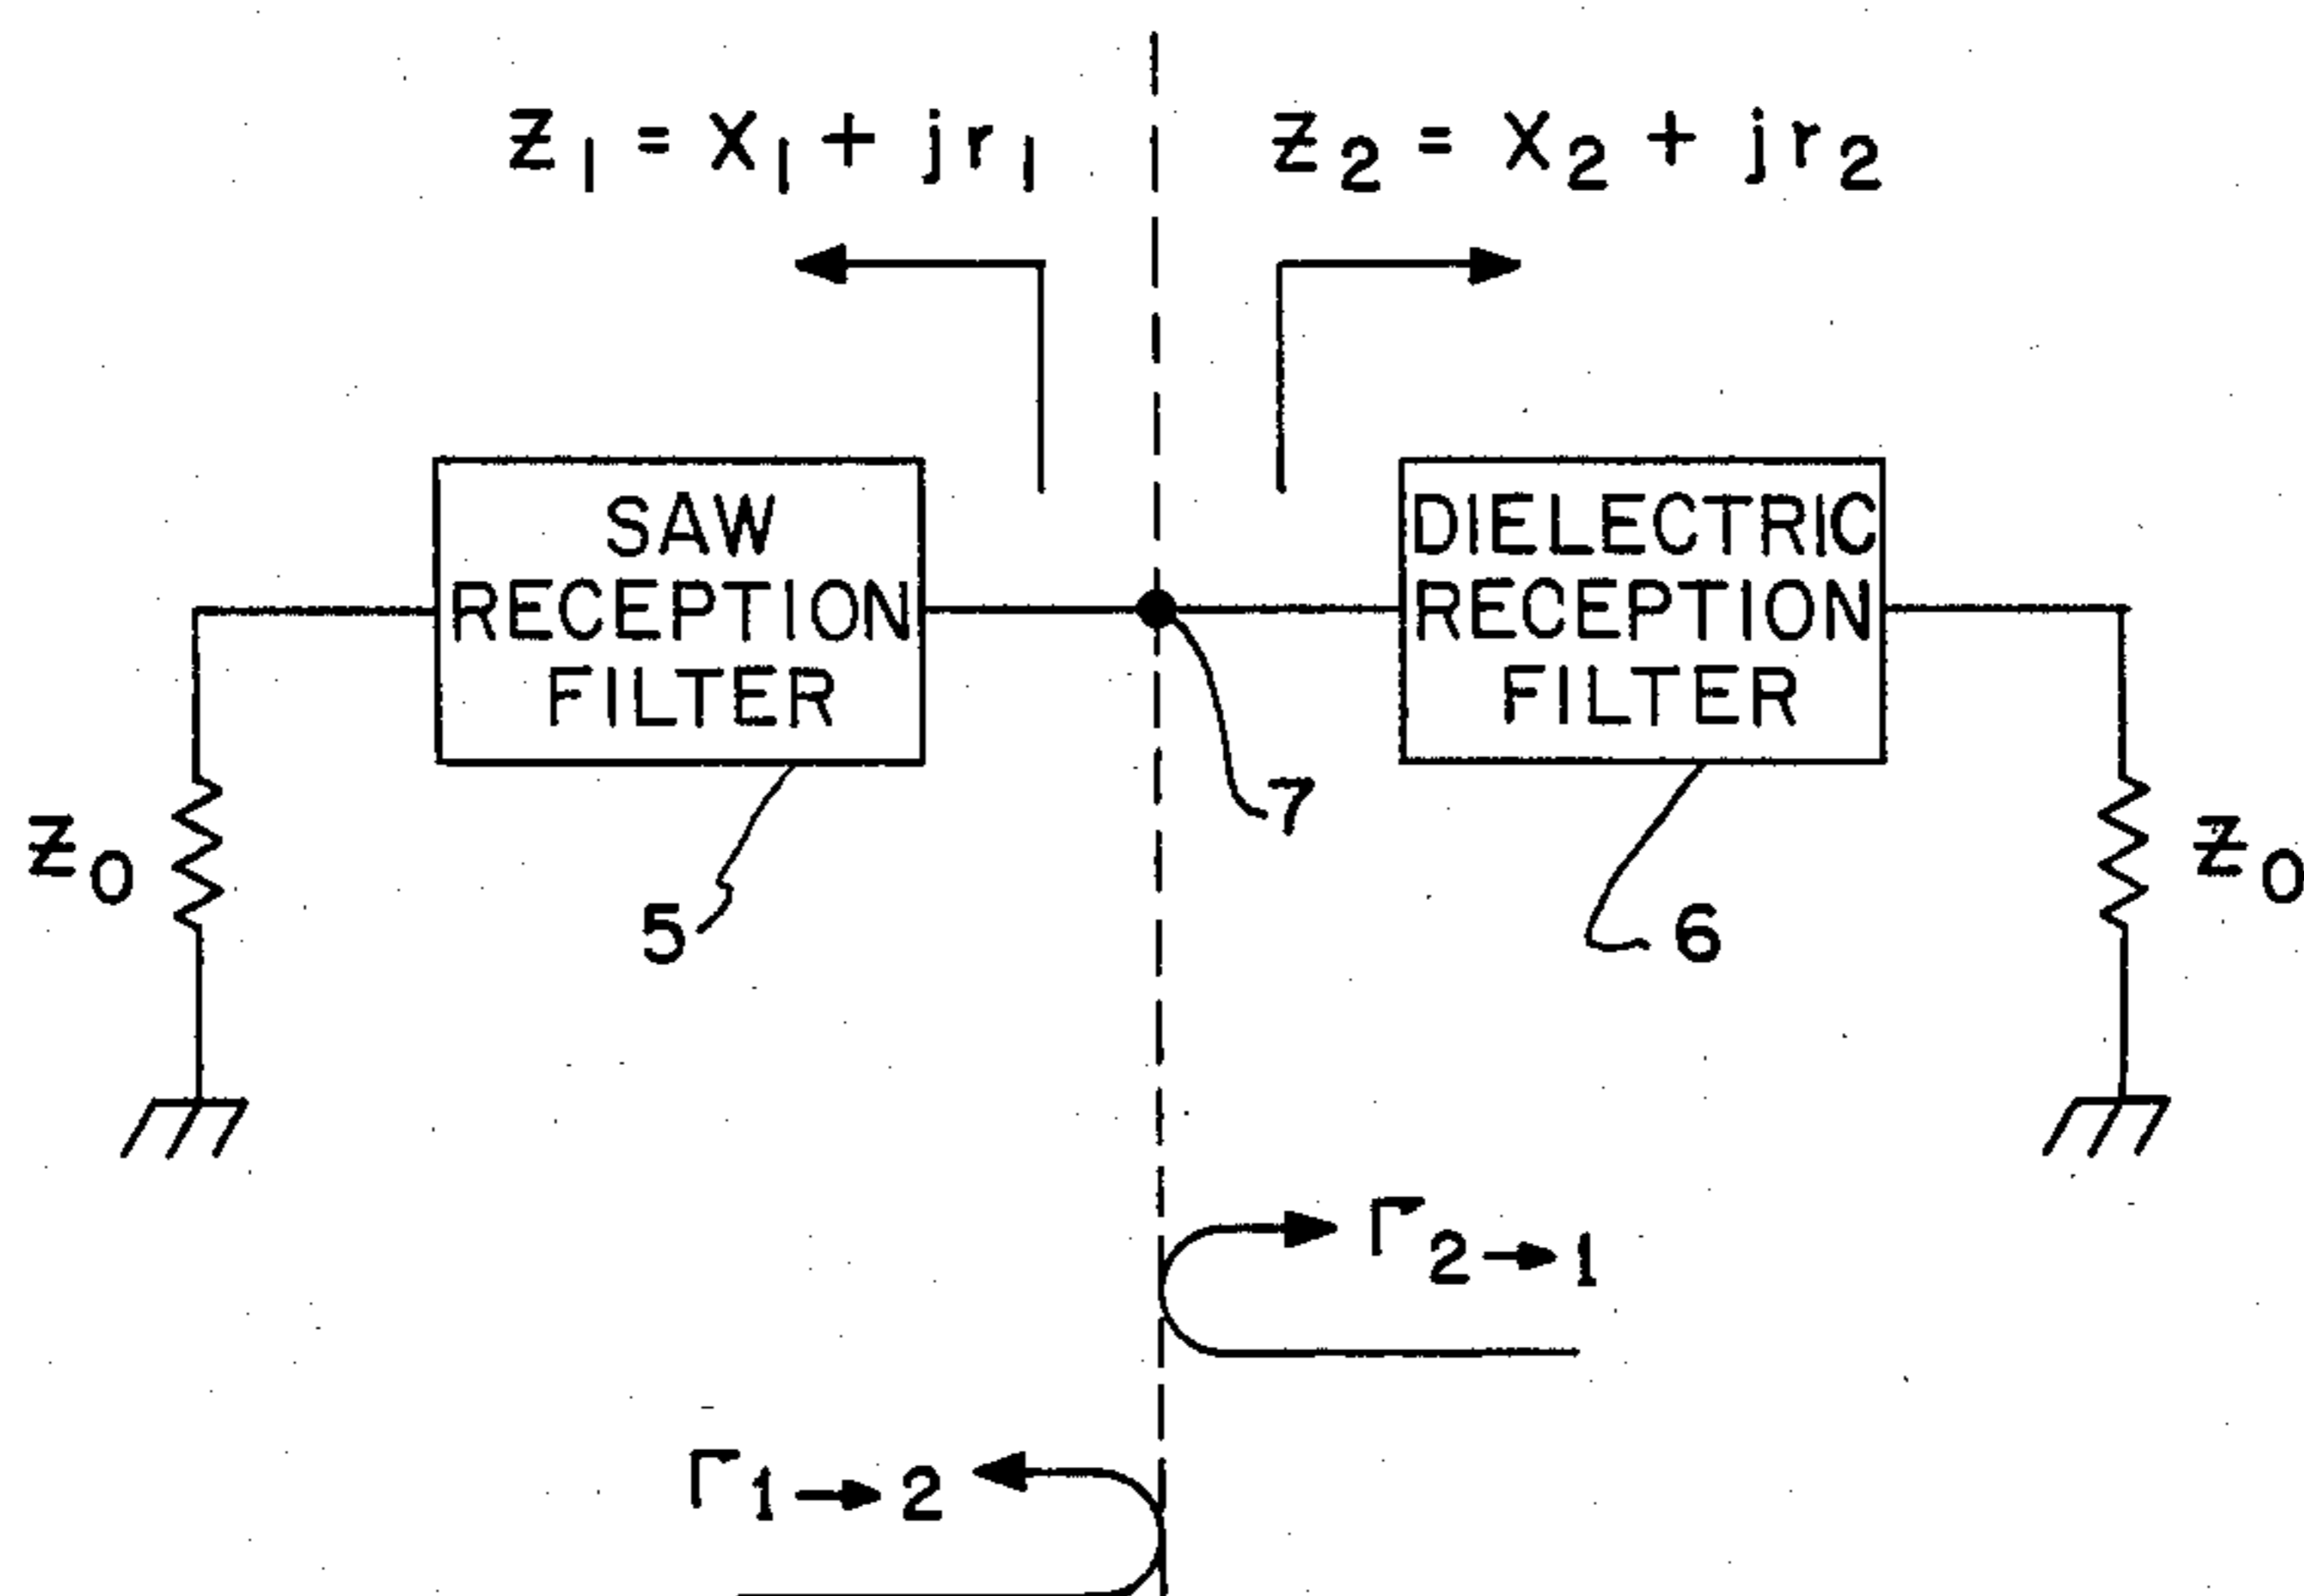 Z1 = X1 + jr1
Z2 = X2 + jr2
SAW
RECEPTION
FILTER
DIELECTRIC
RECEPTION
FILTER
7
Z0
Z0
5
6
Γ2→1
Γ1→2